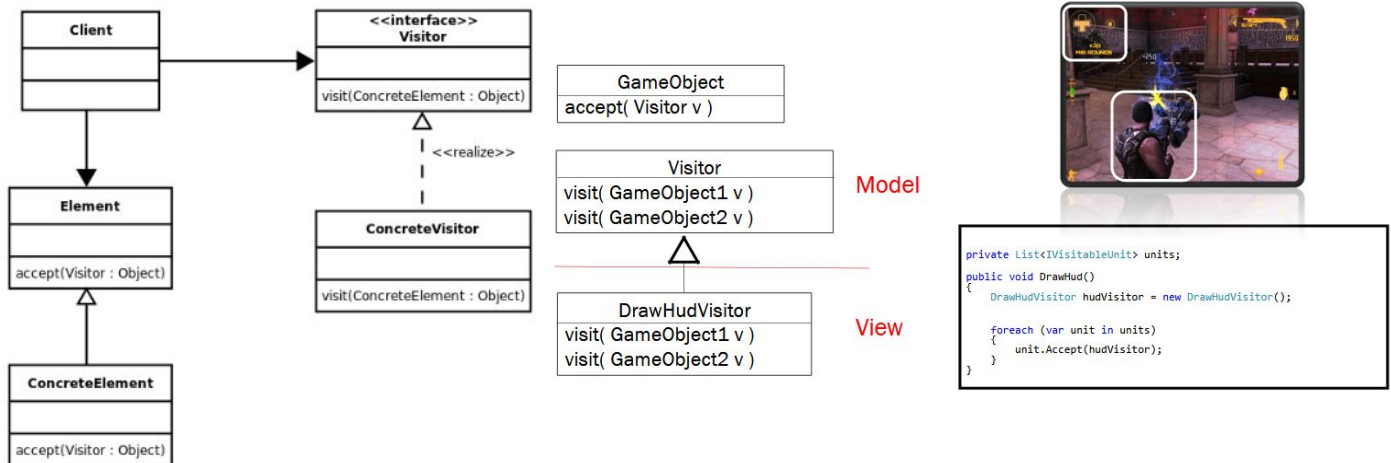 Client
<<interface>>
Visitor
visit(ConcreteElement : Object)
<<realize>>
Element
accept(Visitor : Object)
ConcreteVisitor
visit(ConcreteElement : Object)
ConcreteElement
accept(Visitor : Object)
GameObject
accept( Visitor v )
Visitor
visit( GameObject1 v )
visit( GameObject2 v )
Model
DrawHudVisitor
visit( GameObject1 v )
visit( GameObject2 v )
View
ROUNDS
1950
private List<IVisitableUnit> units;
public void DrawHud()
{
DrawHudVisitor hudVisitor = new DrawHudVisitor();
foreach (var unit in units)
{
unit.Accept(hudVisitor);
}
}